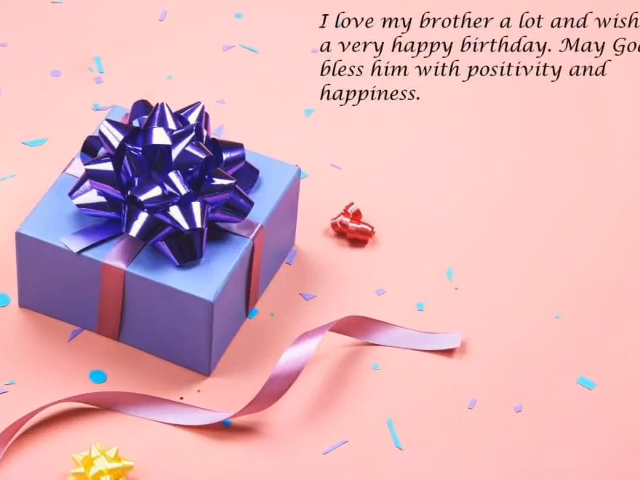 I love my brother a lot and wish
a very happy birthday. May
bless him with positivity and
happiness.